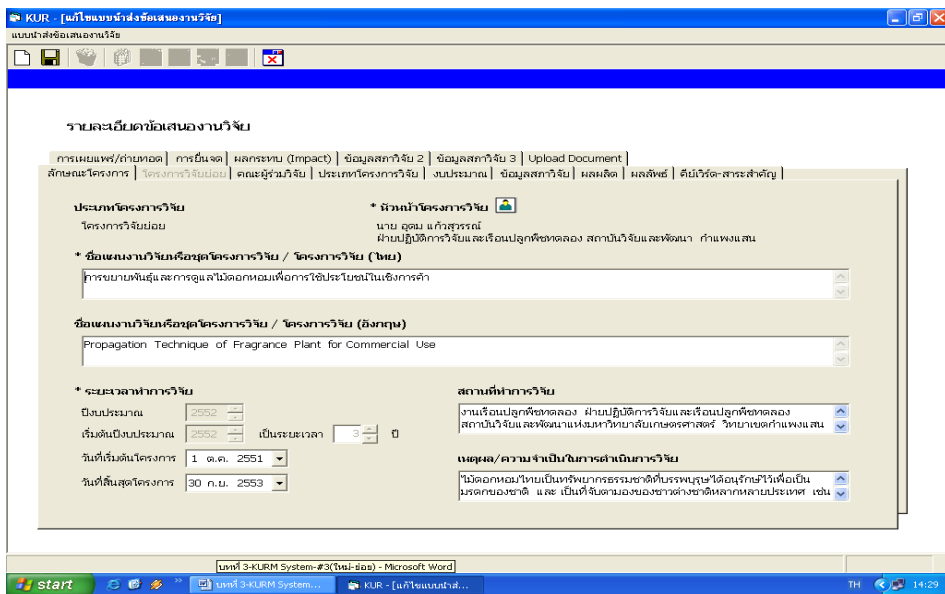 KUR - [แก้ไขแบบนำส่งข้อเสนองานวิจัย]
แบบนำส่งข้อเสนองานวิจัย
รายละเอียดข้อเสนองานวิจัย
การเผยแพร่/ถ่ายทอด การยื่นจด ผลกระทบ (Impact) ข้อมูลสภาวิจัย 2 ข้อมูลสภาวิจัย 3 Upload Document
ลักษณะโครงการ โครงการวิจัยย่อย คณะผู้ร่วมวิจัย ประเภทโครงการวิจัย งบประมาณ ข้อมูลสภาวิจัย ผลผลิต ผลลัพธ์ คีย์เวิร์ด-สาระสำคัญ
ประเภทโครงการวิจัย * หัวหน้าโครงการวิจัย
โครงการวิจัยย่อย นาย อุดม แก้วสุวรรณ์
ฝ่ายปฏิบัติการวิจัยและเรือนปลูกพืชทดลอง สถาบันวิจัยและพัฒนา กำแพงแสน
* ชื่อแผนงานวิจัยหรือชุดโครงการวิจัย / โครงการวิจัย (ไทย)
การขยายพันธุ์และการดูแลไม้ดอกหอมเพื่อการใช้ประโยชน์ในเชิงการค้า
ชื่อแผนงานวิจัยหรือชุดโครงการวิจัย / โครงการวิจัย (อังกฤษ)
Propagation Technique of Fragrance Plant for Commercial Use
* ระยะเวลาทำการวิจัย สถานที่ทำการวิจัย
ปีงบประมาณ 2552 งานเรือนปลูกพืชทดลอง ฝ่ายปฏิบัติการวิจัยและเรือนปลูกพืชทดลอง
เริ่มต้นปีงบประมาณ 2552 เป็นระยะเวลา 3 ปี สถาบันวิจัยและพัฒนาแห่งมหาวิทยาลัยเกษตรศาสตร์ วิทยาเขตกำแพงแสน
วันที่เริ่มต้นโครงการ 1 ต.ค. 2551 เหตุผล/ความจำเป็นในการดำเนินการวิจัย
วันที่สิ้นสุดโครงการ 30 ก.ย. 2553 ไม้ดอกหอมไทยเป็นทรัพยากรธรรมชาติที่บรรพบุรุษได้อนุรักษ์ไว้เพื่อเป็น
มรดกของชาติ และ เป็นที่จับตามองของชาวต่างชาติหลากหลายประเทศ เช่น
บทที่ 3-KURM System-#3(ใหม่-ย่อย) - Microsoft Word
start บทที่ 3-KURM System... KUR - [แก้ไขแบบนำส่... TH 14:29